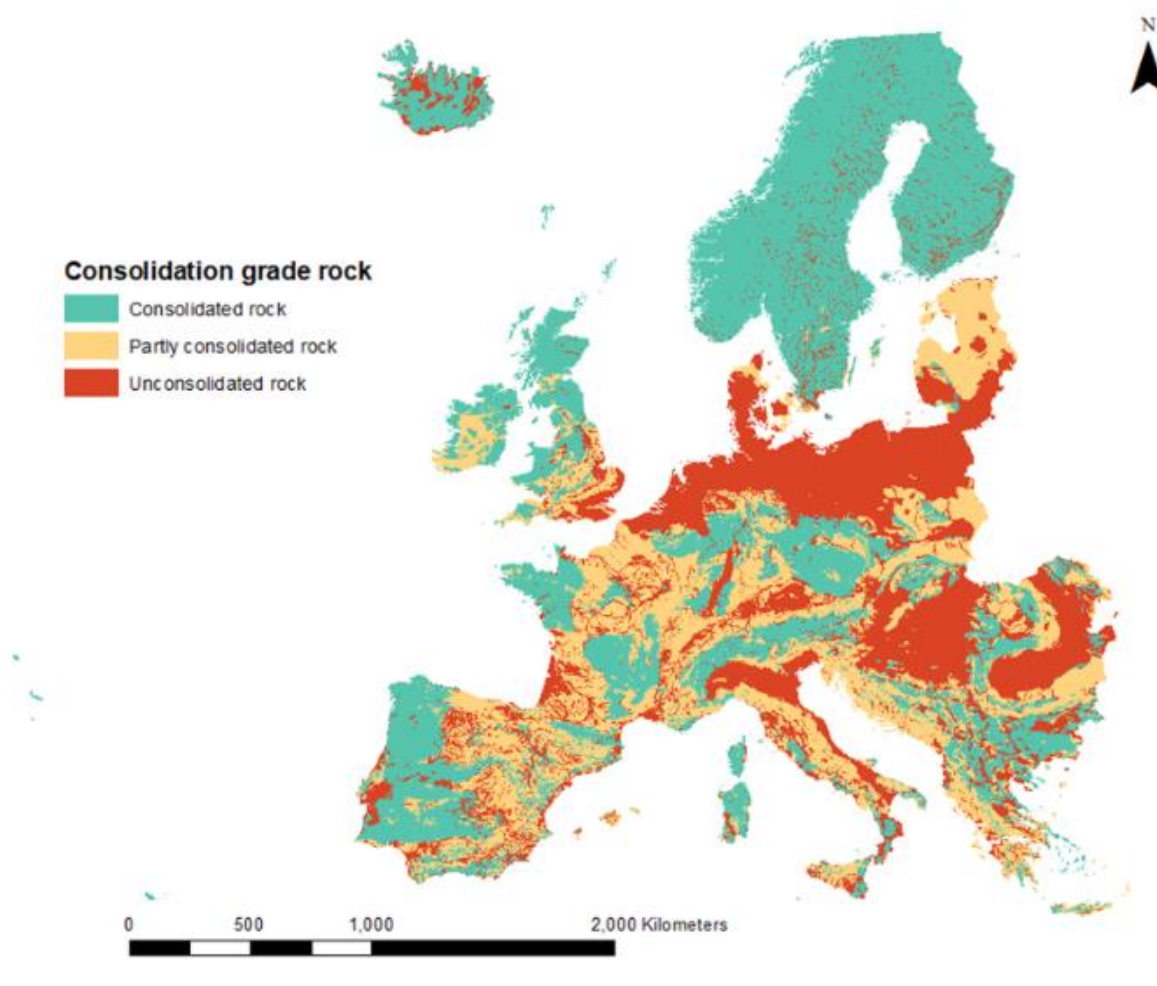 N
Consolidation grade rock
Consolidated rock
Partly consolidated rock
Unconsolidated rock
0 500 1,000 2,000 Kilometers